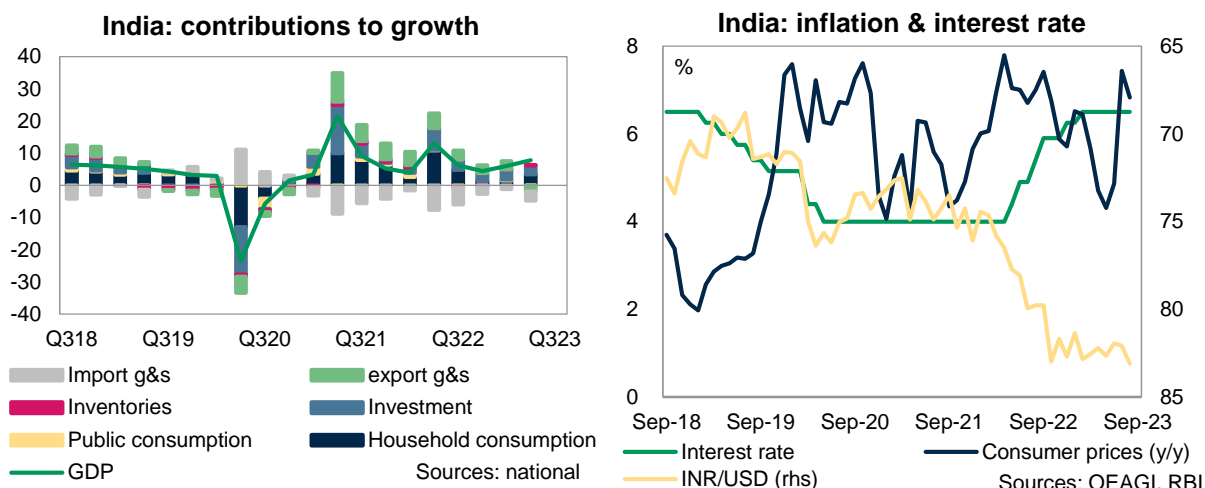 India: contributions to growth
40
30
20
10
0
-10
-20
-30
-40
Q318 Q319 Q320 Q321 Q322 Q323
Import g&s export g&s
Inventories Investment
Public consumption Household consumption
GDP Sources: national
India: inflation & interest rate
8 65
%
6 70
4 75
2 80
0 85
Sep-18 Sep-19 Sep-20 Sep-21 Sep-22 Sep-23
Interest rate Consumer prices (y/y)
INR/USD (rhs) Sources: OEAGI, RBI